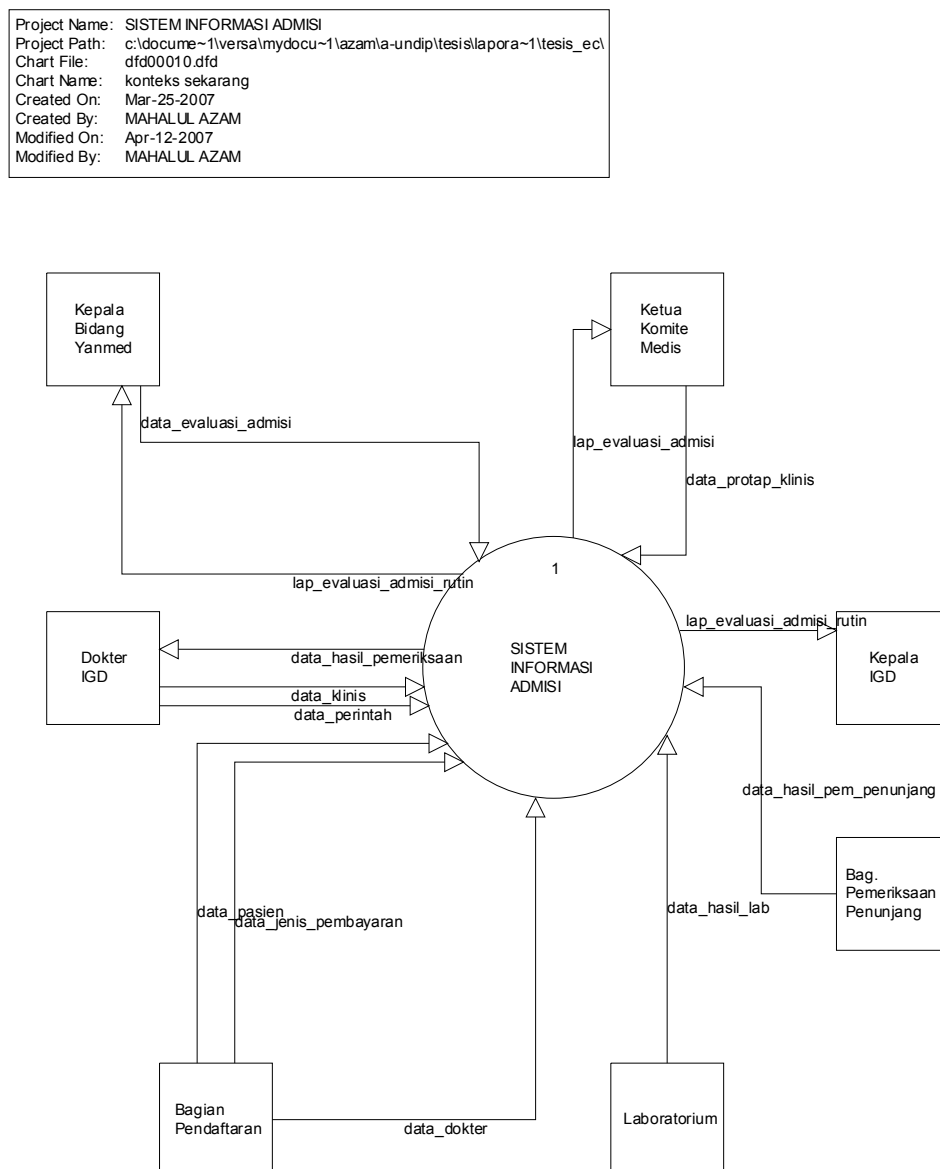 Project Name: SISTEM INFORMASI ADMISI
Project Path: c:\docume~1\versa\mydocu~1\azam\a-undip\tesis\lapora~1\tesis_ec\
Chart File: dfd00010.dfd
Chart Name: konteks sekarang
Created On: Mar-25-2007
Created By: MAHALUL AZAM
Modified On: Apr-12-2007
Modified By: MAHALUL AZAM
Kepala
Bidang
Yanmed
Ketua
Komite
Medis
data_evaluasi_admisi
lap_evaluasi_admisi
data_protap_klinis
lap_evaluasi_admisi_rutin
1
SISTEM
INFORMASI
ADMISI
lap_evaluasi_admisi_rutin
Dokter
IGD
data_hasil_pemeriksaan
data_klinis
data_perintah
Kepala
IGD
data_hasil_pem_penunjang
Bag.
Pemeriksaan
Penunjang
data_pasien
data_jenis_pembayaran
data_hasil_lab
Bagian
Pendaftaran
data_dokter
Laboratorium